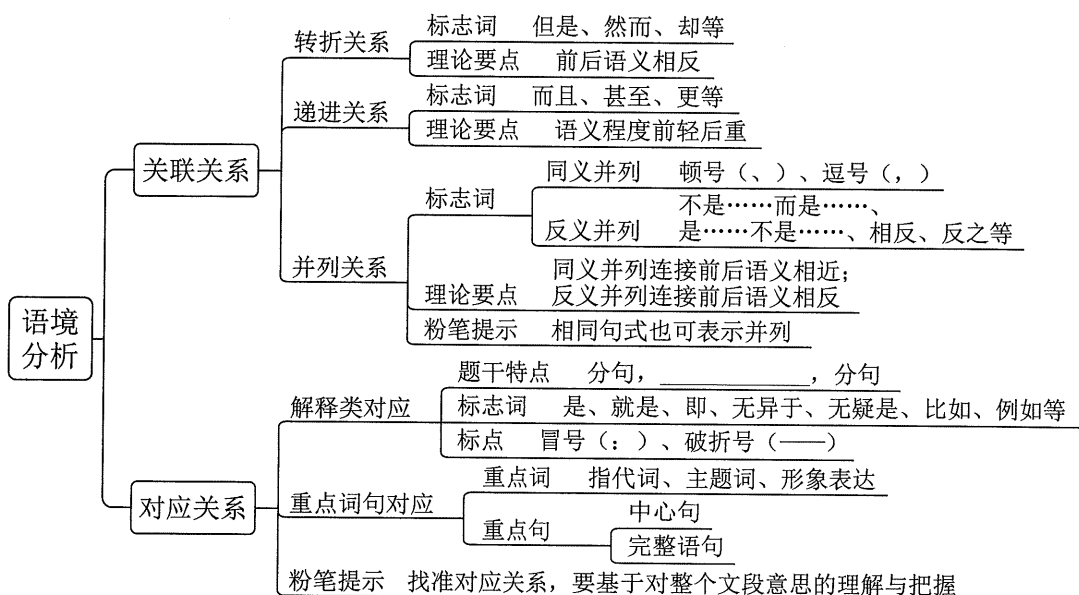 语境
分析
关联关系
转折关系
标志词 但是、然而、却等
理论要点 前后语义相反
递进关系
标志词 而且、甚至、更等
理论要点 语义程度前轻后重
并列关系
标志词
同义并列 顿号（、）、逗号（，）
不是……而是……、
反义并列 是……不是……、相反、反之等
同义并列连接前后语义相近；
理论要点 反义并列连接前后语义相反
粉笔提示 相同句式也可表示并列
对应关系
解释类对应
题干特点 分句，____________，分句
标志词 是、就是、即、无异于、无疑是、比如、例如等
标点 冒号（：）、破折号（——）
重点词句对应
重点词 指代词、主题词、形象表达
重点句
中心句
完整语句
粉笔提示 找准对应关系，要基于对整个文段意思的理解与把握